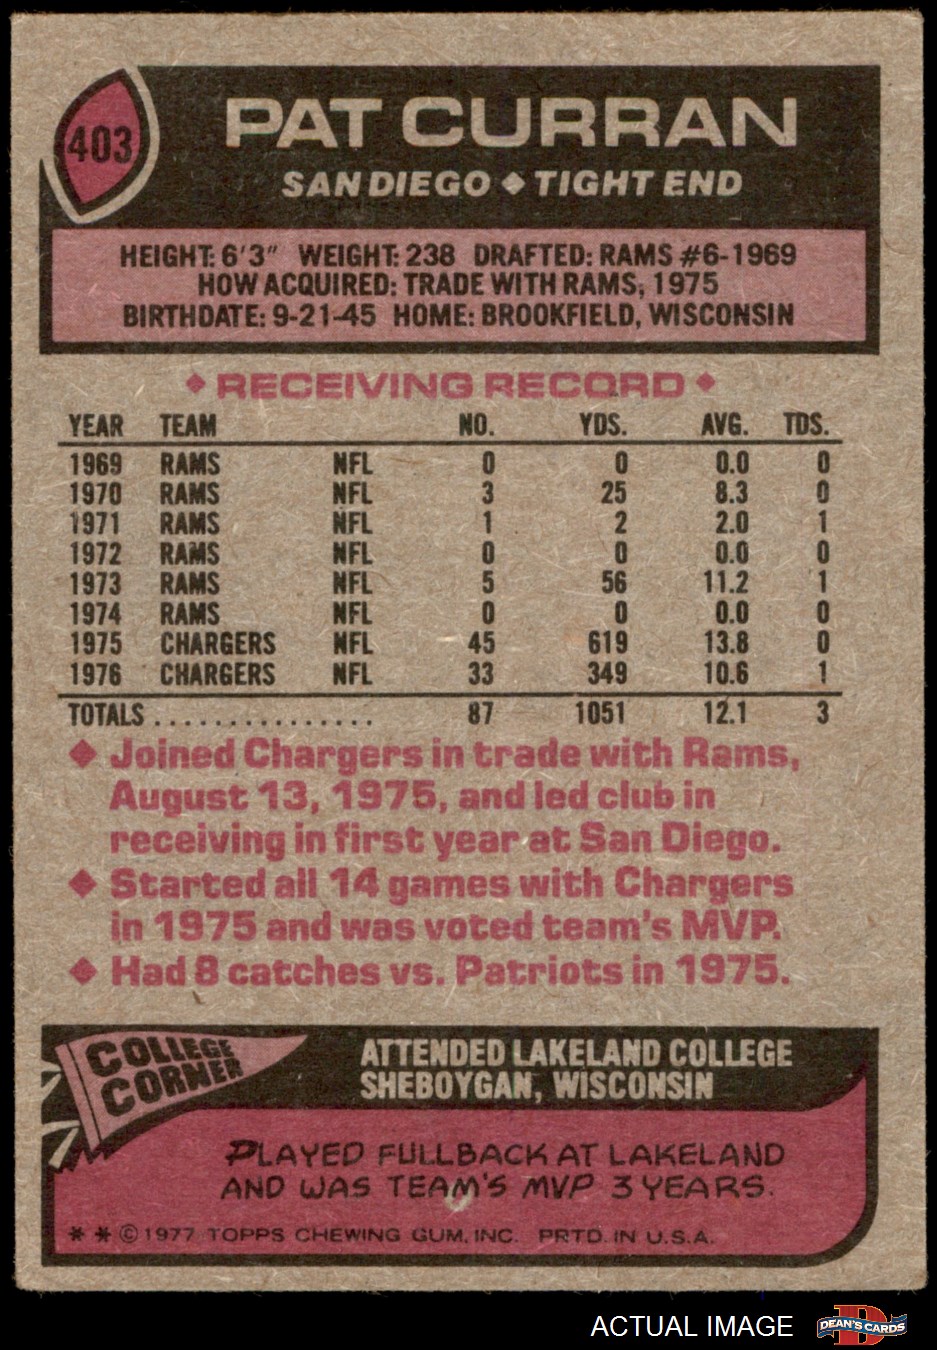 403
PAT CURRAN
SAN DIEGO ◆ TIGHT END
HEIGHT: 6'3" WEIGHT: 238 DRAFTED: RAMS #6-1969
HOW ACQUIRED: TRADE WITH RAMS, 1975
BIRTHDATE: 9-21-45 HOME: BROOKFIELD, WISCONSIN
◆ RECEIVING RECORD ◆
YEAR TEAM NO. YDS. AVG. TDS.
1969 RAMS NFL 0 0 0.0 0
1970 RAMS NFL 3 25 8.3 0
1971 RAMS NFL 1 2 2.0 1
1972 RAMS NFL 0 0 0.0 0
1973 RAMS NFL 5 56 11.2 1
1974 RAMS NFL 0 0 0.0 0
1975 CHARGERS NFL 45 619 13.8 0
1976 CHARGERS NFL 33 349 10.6 1
TOTALS ............... 87 1051 12.1 3
◆ Joined Chargers in trade with Rams,
August 13, 1975, and led club in
receiving in first year at San Diego.
◆ Started all 14 games with Chargers
in 1975 and was voted team's MVP.
◆ Had 8 catches vs. Patriots in 1975.
COLLEGE
CORNER
ATTENDED LAKELAND COLLEGE
SHEBOYGAN, WISCONSIN
PLAYED FULLBACK AT LAKELAND
AND WAS TEAM'S MVP 3 YEARS.
* * © 1977 TOPPS CHEWING GUM, INC. PRTD. IN U.S.A.
ACTUAL IMAGE
D
DEAN'S CARDS